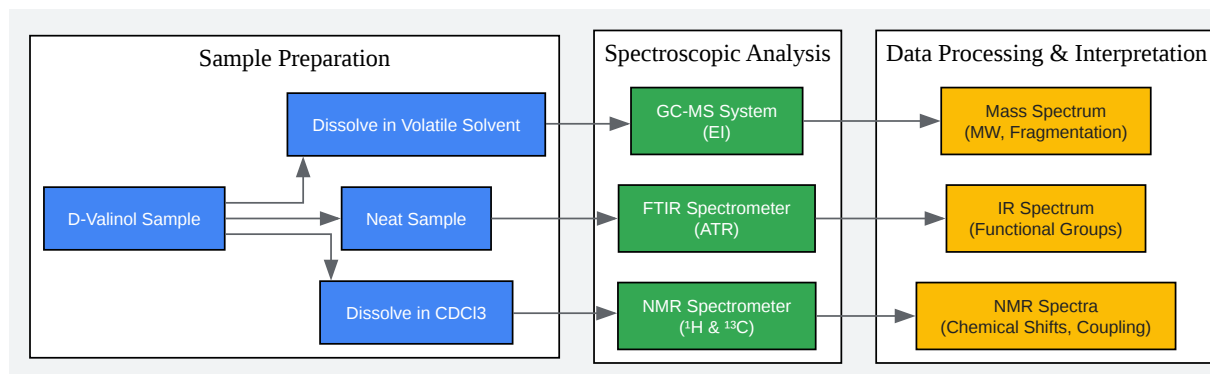 Sample Preparation
Dissolve in Volatile Solvent
D-Valinol Sample
Neat Sample
Dissolve in CDCl3
Spectroscopic Analysis
GC-MS System
(EI)
FTIR Spectrometer
(ATR)
NMR Spectrometer
(¹H & ¹³C)
Data Processing & Interpretation
Mass Spectrum
(MW, Fragmentation)
IR Spectrum
(Functional Groups)
NMR Spectra
(Chemical Shifts, Coupling)